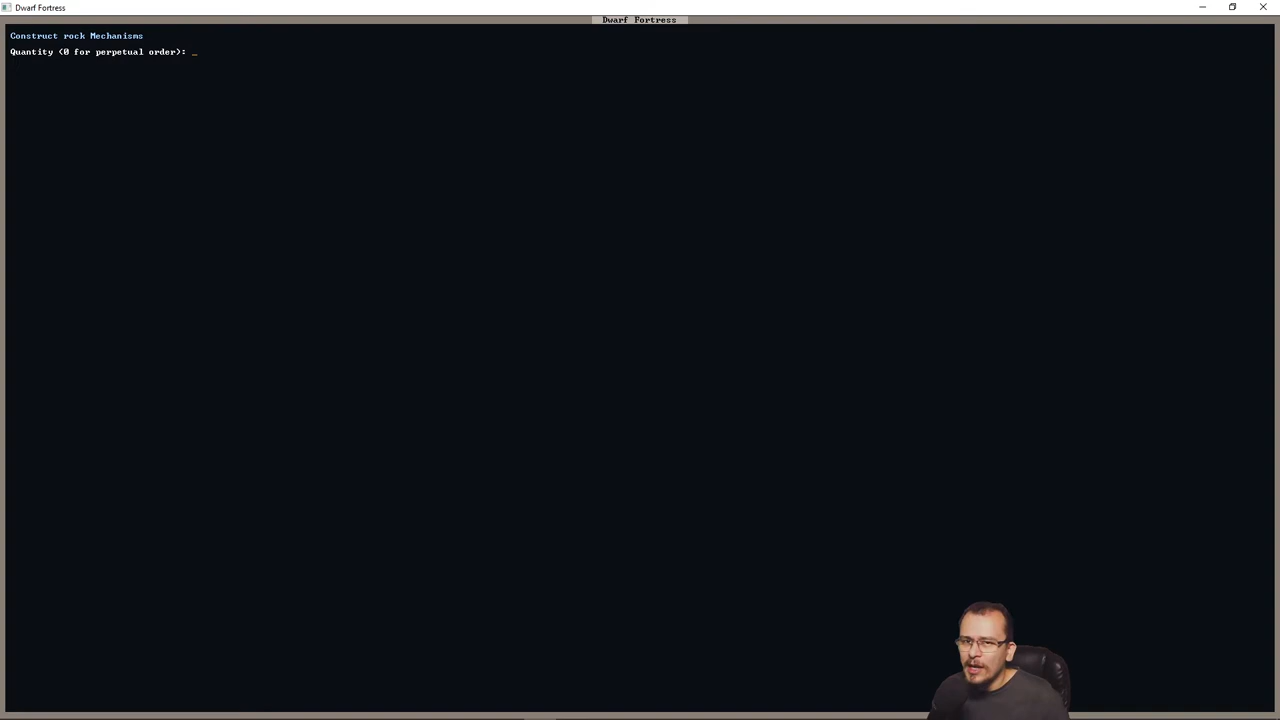 Dwarf Fortress
Dwarf Fortress
Construct rock Mechanisms
Quantity (0 for perpetual order): _